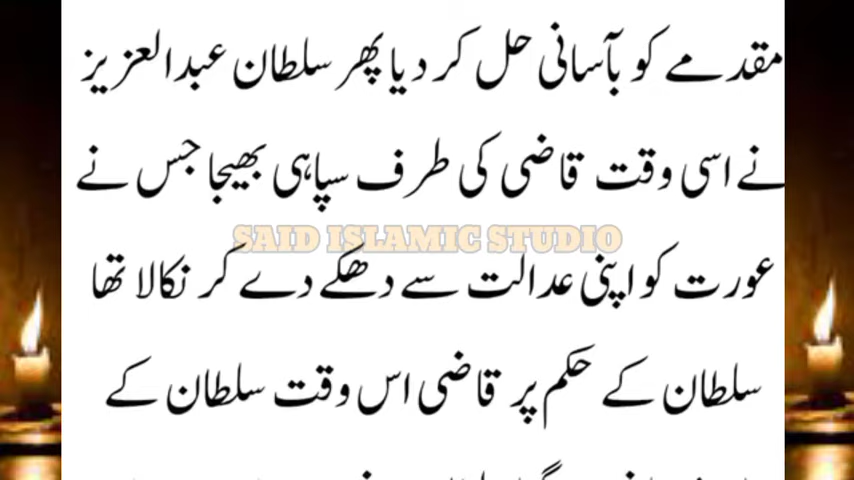 مقدمے کو بآسانی حل کر دیا پھر سلطان عبدالعزیز
نے اسی وقت قاضی کی طرف سپاہی بھیجا جس نے
SAID ISLAMIC STUDIO
عورت کو اپنی عدالت سے دھکے دے کر نکالا تھا
سلطان کے حکم پر قاضی اس وقت سلطان کے